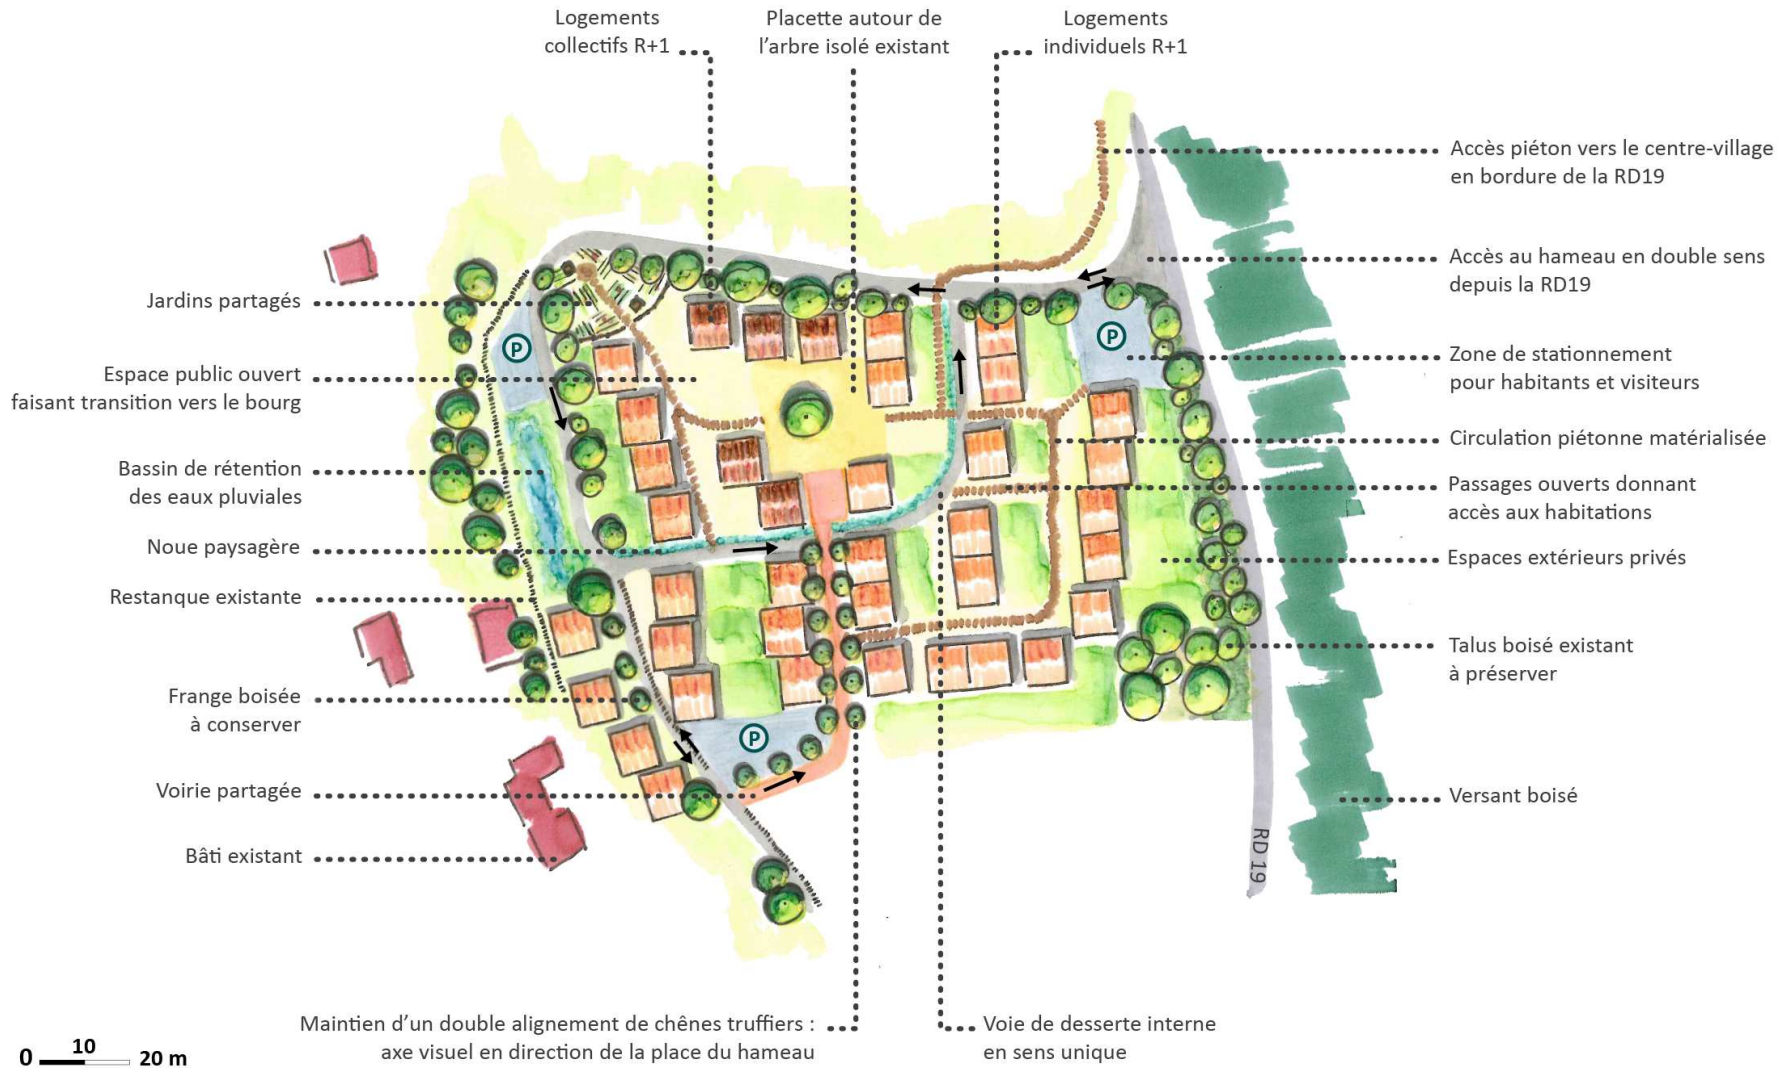 Logements
collectifs R+1
Placette autour de
l'arbre isolé existant
Logements
individuels R+1
Accès piéton vers le centre-village
en bordure de la RD19
Accès au hameau en double sens
depuis la RD19
Zone de stationnement
pour habitants et visiteurs
Circulation piétonne matérialisée
Passages ouverts donnant
accès aux habitations
Espaces extérieurs privés
Talus boisé existant
à préserver
Versant boisé
Jardins partagés
Espace public ouvert
faisant transition vers le bourg
Bassin de rétention
des eaux pluviales
Noue paysagère
Restanque existante
Frange boisée
à conserver
Voirie partagée
Bâti existant
P
P
P
RD 19
Maintien d'un double alignement de chênes truffiers :
axe visuel en direction de la place du hameau
Voie de desserte interne
en sens unique
0 10 20 m